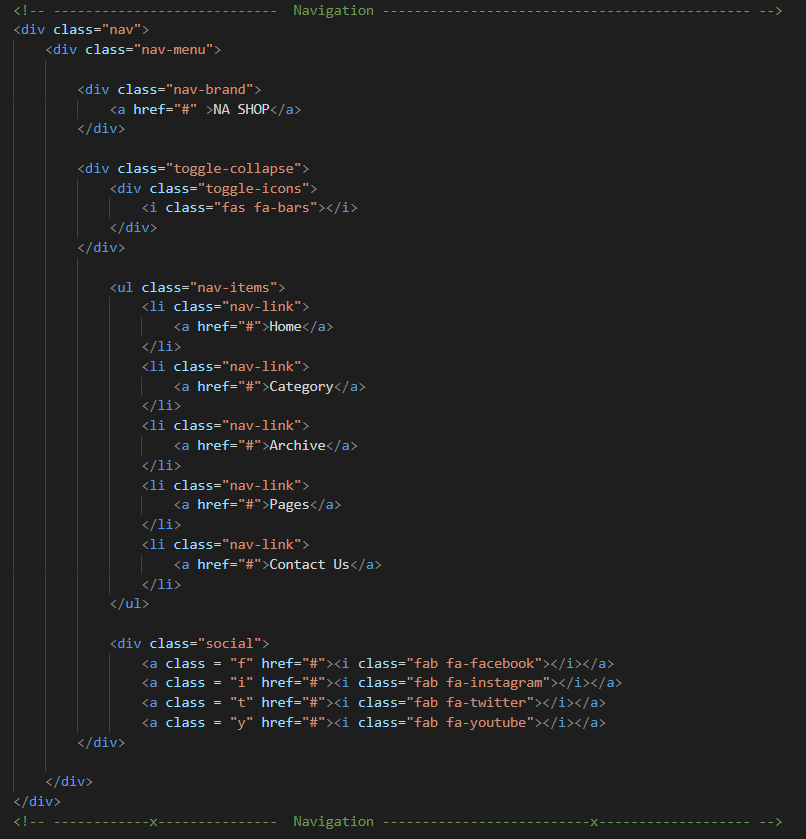 <!-- ---------------------------- Navigation ---------------------------------------------- -->
<div class="nav">
<div class="nav-menu">
<div class="nav-brand">
<a href="#" >NA SHOP</a>
</div>
<div class="toggle-collapse">
<div class="toggle-icons">
<i class="fas fa-bars"></i>
</div>
</div>
<ul class="nav-items">
<li class="nav-link">
<a href="#">Home</a>
</li>
<li class="nav-link">
<a href="#">Category</a>
</li>
<li class="nav-link">
<a href="#">Archive</a>
</li>
<li class="nav-link">
<a href="#">Pages</a>
</li>
<li class="nav-link">
<a href="#">Contact Us</a>
</li>
</ul>
<div class="social">
<a class = "f" href="#"><i class="fab fa-facebook"></i></a>
<a class = "i" href="#"><i class="fab fa-instagram"></i></a>
<a class = "t" href="#"><i class="fab fa-twitter"></i></a>
<a class = "y" href="#"><i class="fab fa-youtube"></i></a>
</div>
</div>
</div>
<!-- ------------x---------------  Navigation --------------------------x------------------- -->